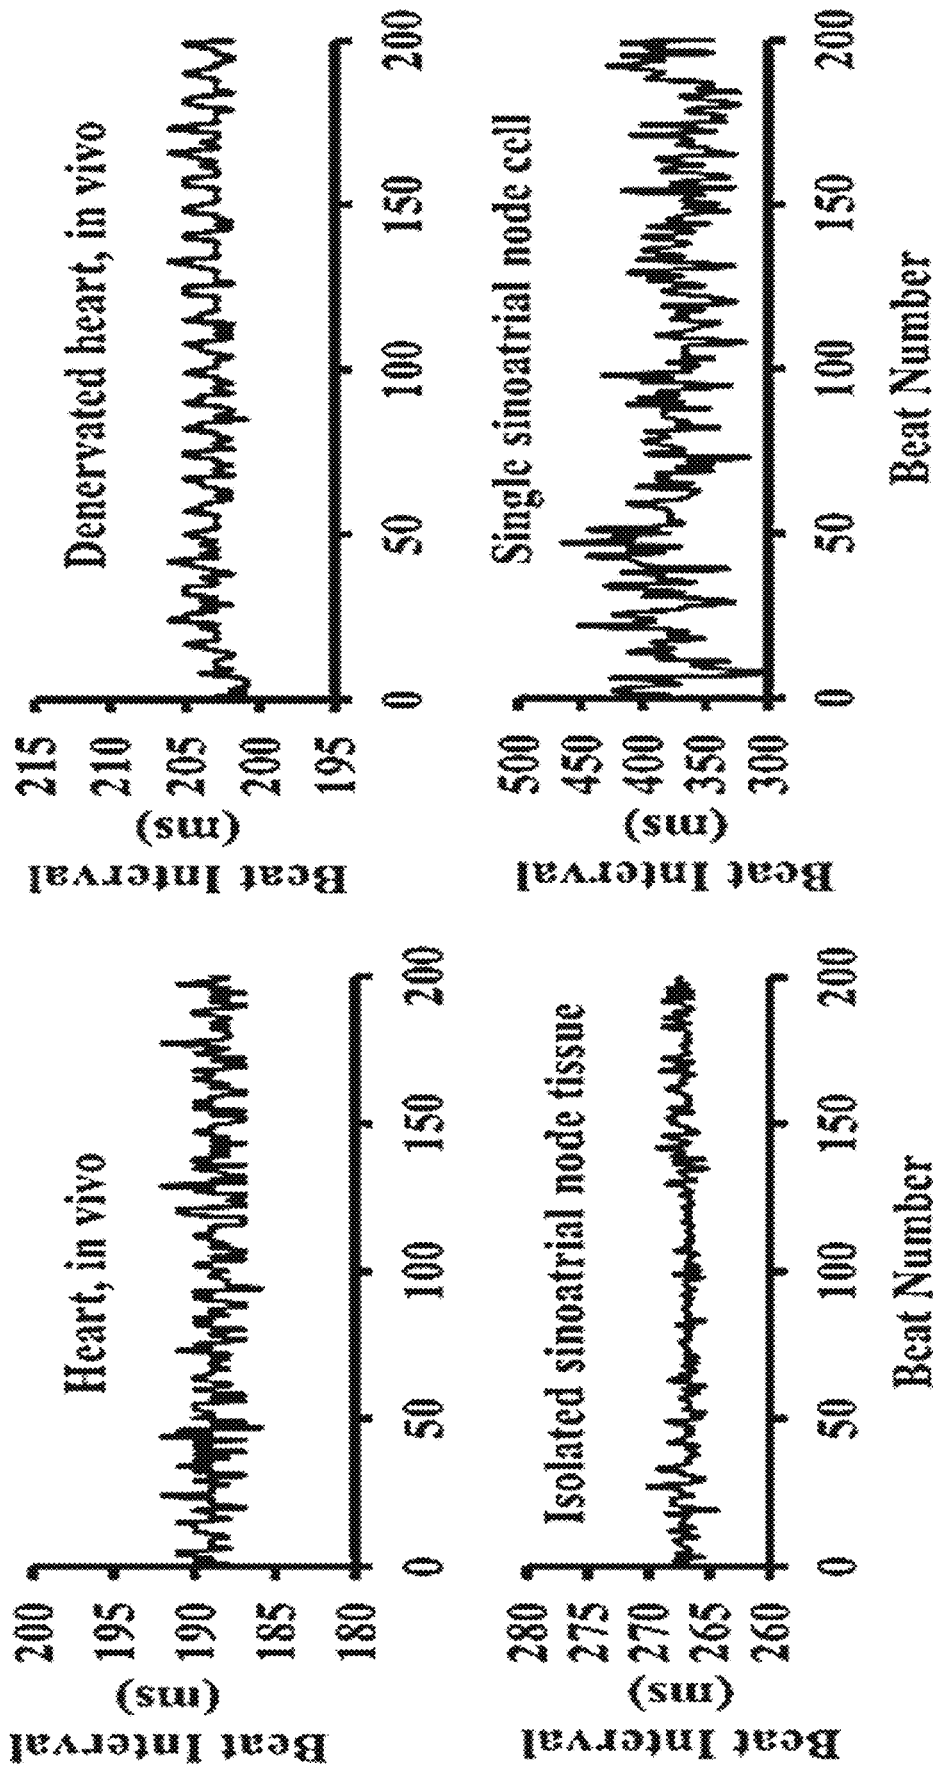 Heart, in vivo
Beat Interval
(ms)
200
195
190
185
180
0
50
100
150
200
Denervated heart, in vivo
Beat Interval
(ms)
215
210
205
200
195
0
50
100
150
200
Isolated sinoatrial node tissue
Beat Interval
(ms)
280
275
270
265
260
0
50
100
150
200
Beat Number
Single sinoatrial node cell
Beat Interval
(ms)
500
450
400
350
300
0
50
100
150
200
Beat Number